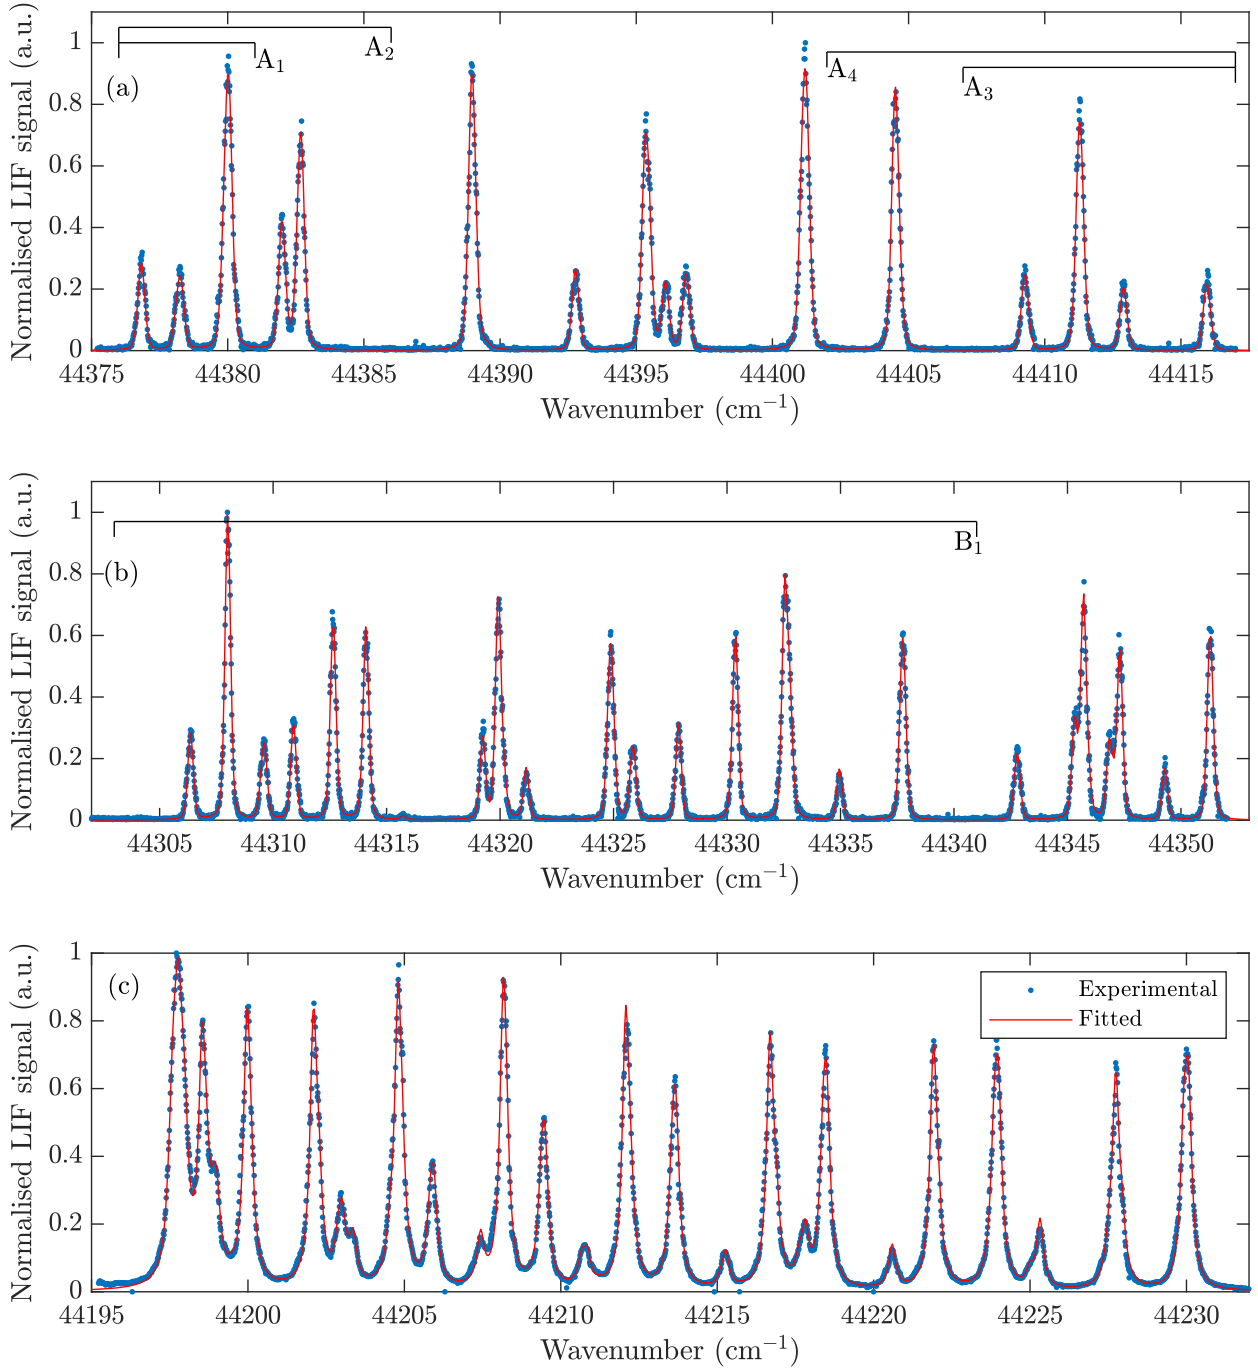 A₁
A₂
A₄
A₃
(a)
Normalised LIF signal (a.u.)
1
0.8
0.6
0.4
0.2
0
44375 44380 44385 44390 44395 44400 44405 44410 44415
Wavenumber (cm⁻¹)
B₁
(b)
Normalised LIF signal (a.u.)
1
0.8
0.6
0.4
0.2
0
44305 44310 44315 44320 44325 44330 44335 44340 44345 44350
Wavenumber (cm⁻¹)
(c)
Experimental
Fitted
Normalised LIF signal (a.u.)
1
0.8
0.6
0.4
0.2
0
44195 44200 44205 44210 44215 44220 44225 44230
Wavenumber (cm⁻¹)